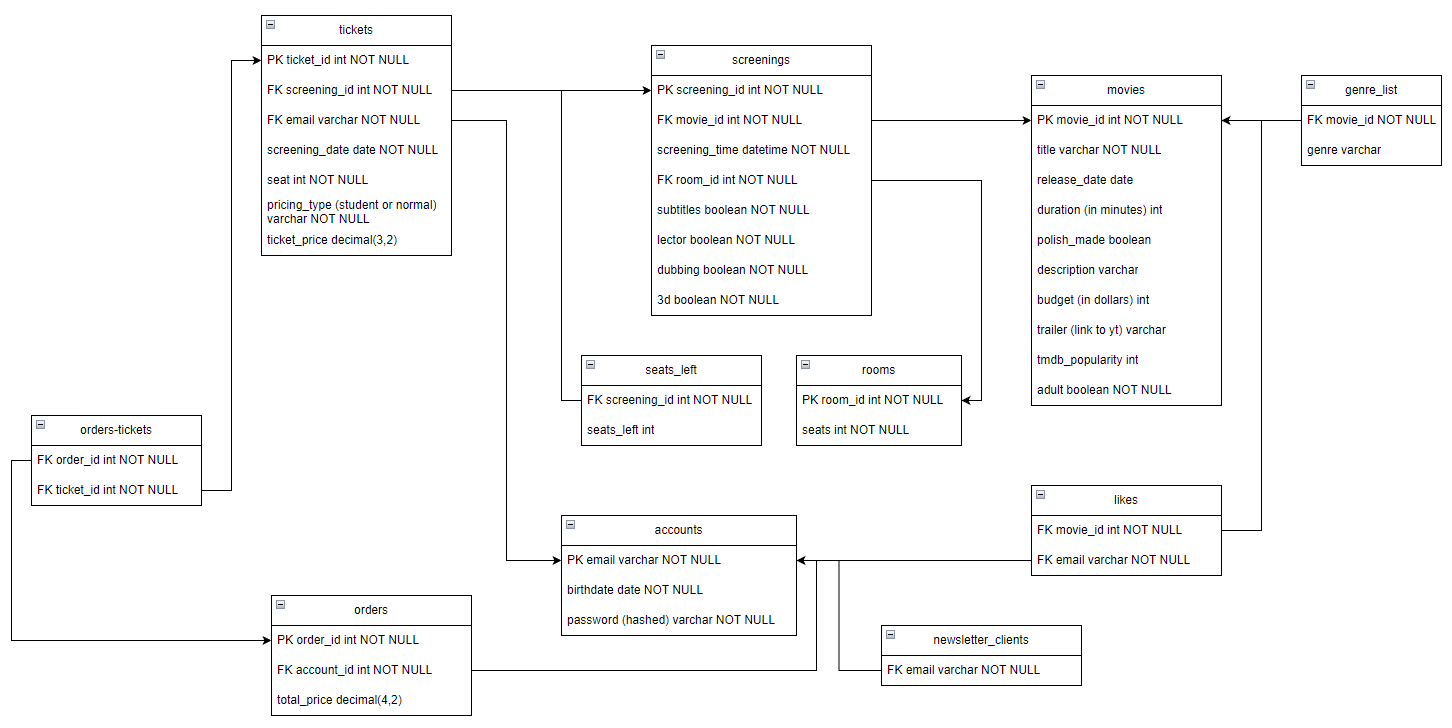 tickets
PK ticket_id int NOT NULL
FK screening_id int NOT NULL
FK email varchar NOT NULL
screening_date date NOT NULL
seat int NOT NULL
pricing_type (student or normal)
varchar NOT NULL
ticket_price decimal(3,2)
screenings
PK screening_id int NOT NULL
FK movie_id int NOT NULL
screening_time datetime NOT NULL
FK room_id int NOT NULL
subtitles boolean NOT NULL
lector boolean NOT NULL
dubbing boolean NOT NULL
3d boolean NOT NULL
movies
PK movie_id int NOT NULL
title varchar NOT NULL
release_date date
duration (in minutes) int
polish_made boolean
description varchar
budget (in dollars) int
trailer (link to yt) varchar
tmdb_popularity int
adult boolean NOT NULL
genre_list
FK movie_id int NOT NULL
genre varchar
seats_left
FK screening_id int NOT NULL
seats_left int
rooms
PK room_id int NOT NULL
seats int NOT NULL
orders-tickets
FK order_id int NOT NULL
FK ticket_id int NOT NULL
accounts
PK email varchar NOT NULL
birthdate date NOT NULL
password (hashed) varchar NOT NULL
likes
FK movie_id int NOT NULL
FK email varchar NOT NULL
orders
PK order_id int NOT NULL
FK account_id int NOT NULL
total_price decimal(4,2)
newsletter_clients
FK email varchar NOT NULL